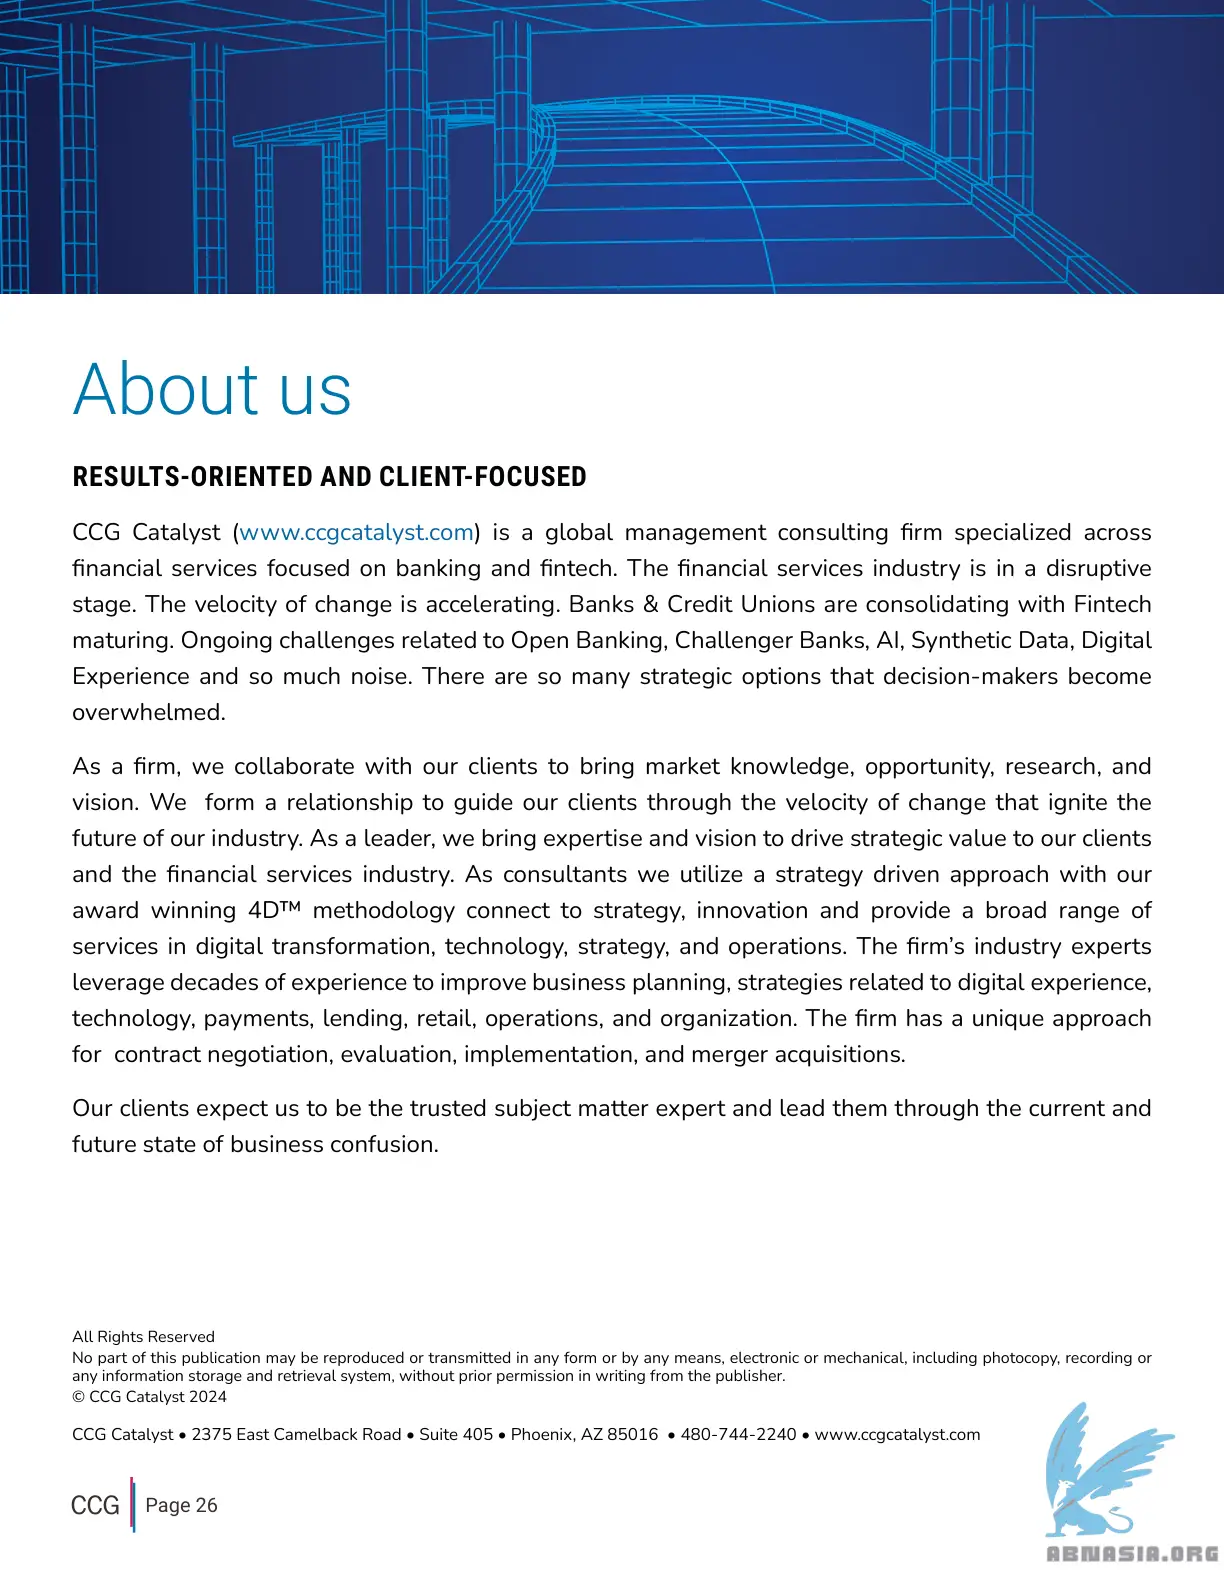 About us
RESULTS-ORIENTED AND CLIENT-FOCUSED
CCG Catalyst (www.ccgcatalyst.com) is a global management consulting firm specialized across
financial services focused on banking and fintech. The financial services industry is in a disruptive
stage. The velocity of change is accelerating. Banks & Credit Unions are consolidating with Fintech
maturing. Ongoing challenges related to Open Banking, Challenger Banks, AI, Synthetic Data, Digital
Experience and so much noise. There are so many strategic options that decision-makers become
overwhelmed.
As a firm, we collaborate with our clients to bring market knowledge, opportunity, research, and
vision. We form a relationship to guide our clients through the velocity of change that ignite the
future of our industry. As a leader, we bring expertise and vision to drive strategic value to our clients
and the financial services industry. As consultants we utilize a strategy driven approach with our
award winning 4D™ methodology connect to strategy, innovation and provide a broad range of
services in digital transformation, technology, strategy, and operations. The firm's industry experts
leverage decades of experience to improve business planning, strategies related to digital experience,
technology, payments, lending, retail, operations, and organization. The firm has a unique approach
for contract negotiation, evaluation, implementation, and merger acquisitions.
Our clients expect us to be the trusted subject matter expert and lead them through the current and
future state of business confusion.
All Rights Reserved
No part of this publication may be reproduced or transmitted in any form or by any means, electronic or mechanical, including photocopy, recording or
any information storage and retrieval system, without prior permission in writing from the publisher.
© CCG Catalyst 2024
CCG Catalyst • 2375 East Camelback Road • Suite 405 • Phoenix, AZ 85016 • 480-744-2240 • www.ccgcatalyst.com
CCG Page 26
ABNASIA.ORG